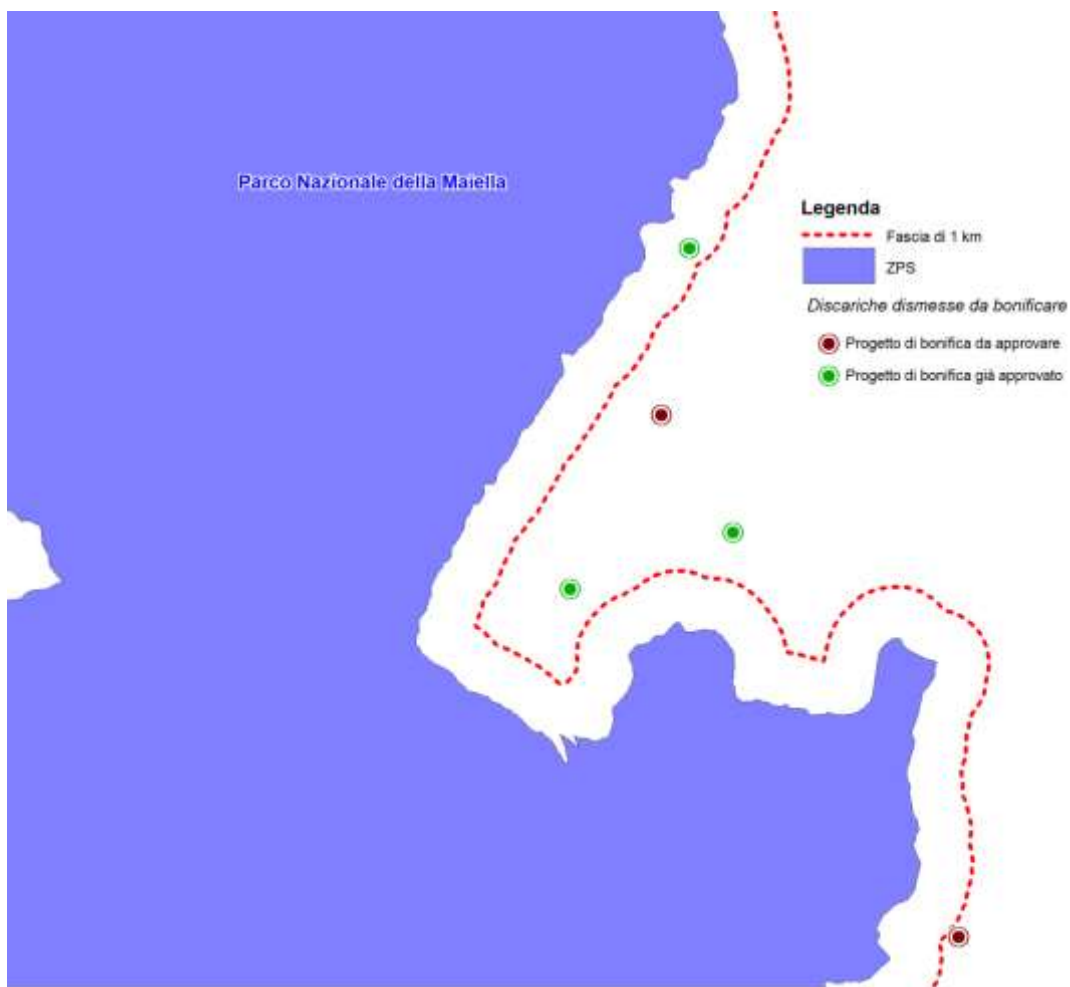 Parco Nazionale della Maiella
Legenda
Fascia di 1 km
ZPS
Discariche dismesse da bonificare
Progetto di bonifica da approvare
Progetto di bonifica già approvato